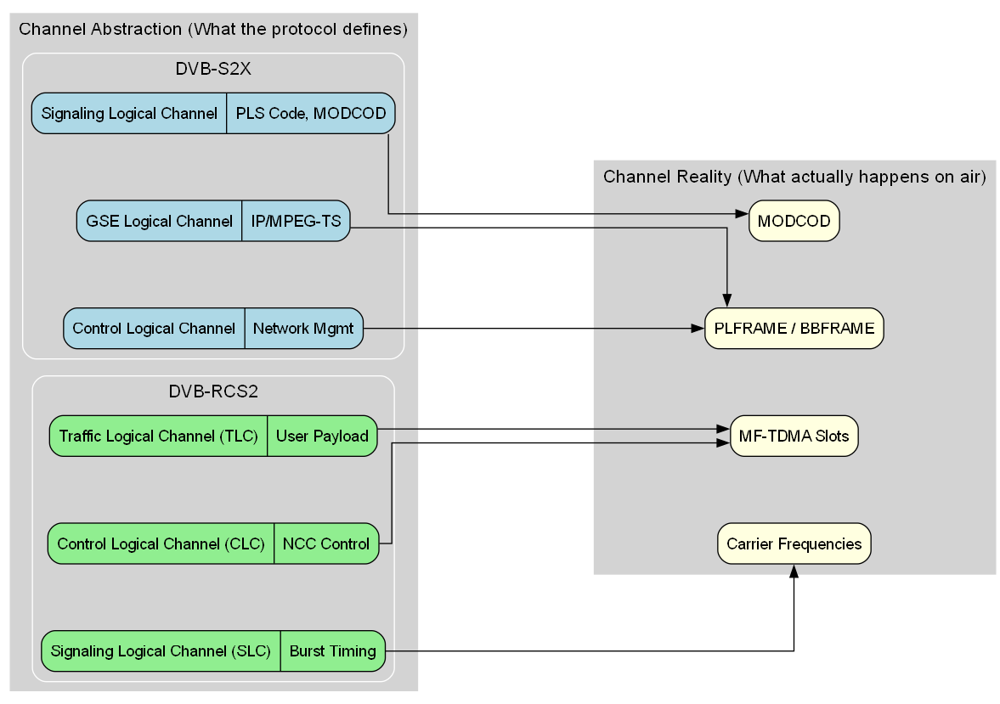 Channel Abstraction (What the protocol defines)
DVB-S2X
Signaling Logical Channel PLS Code, MODCOD
GSE Logical Channel IP/MPEG-TS
Control Logical Channel Network Mgmt
DVB-RCS2
Traffic Logical Channel (TLC) User Payload
Control Logical Channel (CLC) NCC Control
Signaling Logical Channel (SLC) Burst Timing
Channel Reality (What actually happens on air)
MODCOD
PLFRAME / BBFRAME
MF-TDMA Slots
Carrier Frequencies